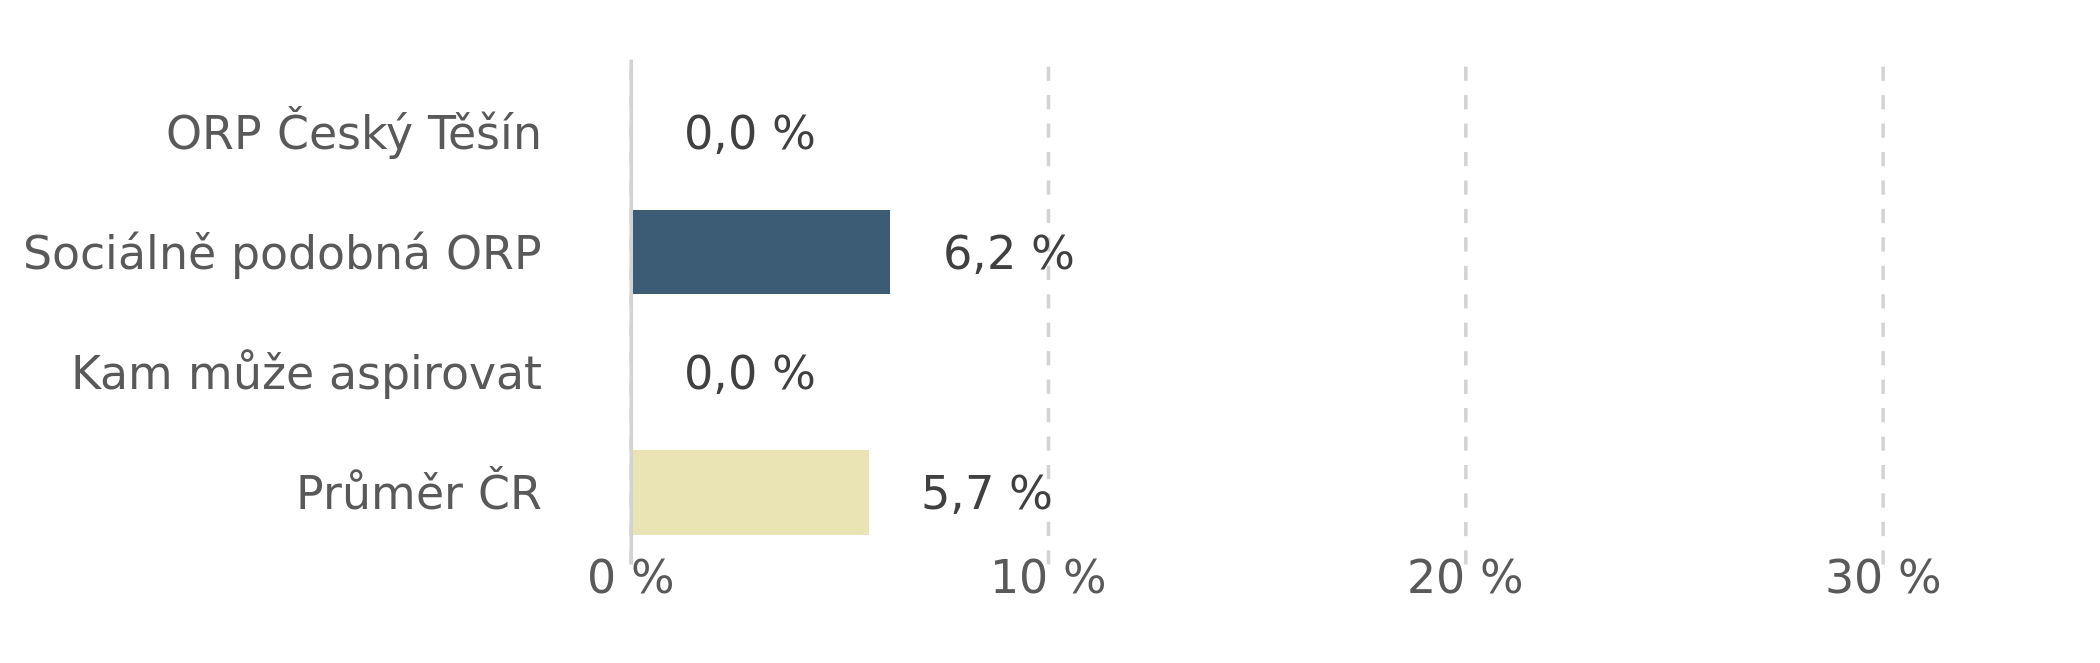 ORP Český Těšín 0,0 %
Sociálně podobná ORP 6,2 %
Kam může aspirovat 0,0 %
Průměr ČR 5,7 %
0 % 10 % 20 % 30 %